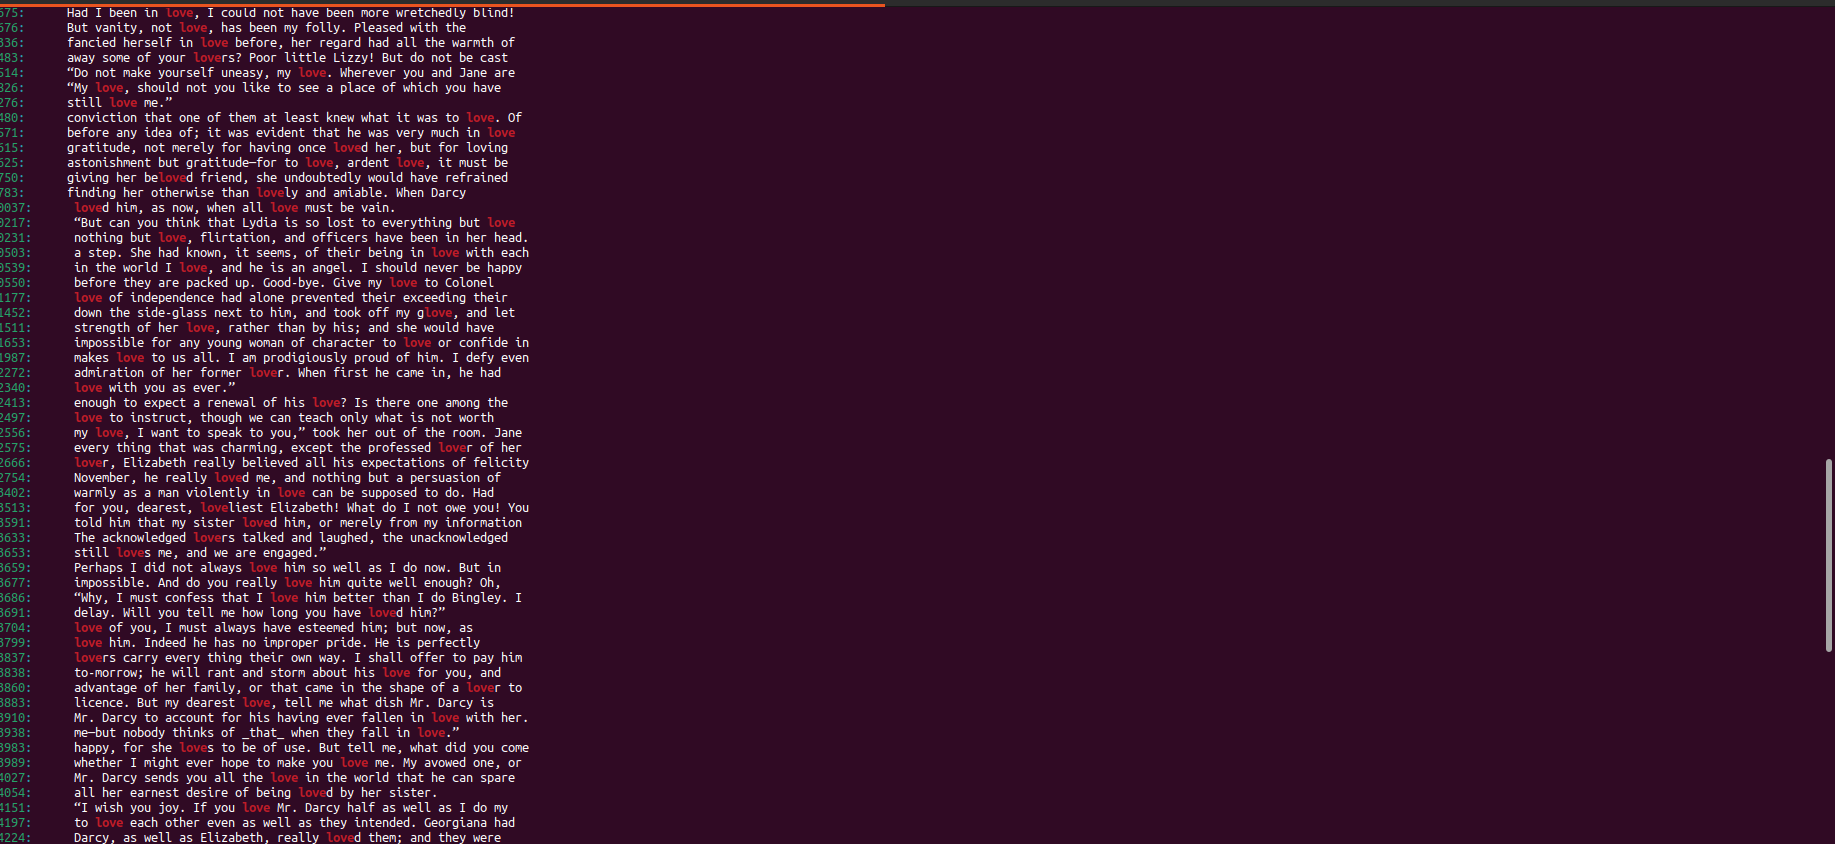 575:     Had I been in love, I could not have been more wretchedly blind!
576:     But vanity, not love, has been my folly. Pleased with the
336:     fancied herself in love before, her regard had all the warmth of
483:     away some of your lovers? Poor little Lizzy! But do not be cast
514:     “Do not make yourself uneasy, my love. Wherever you and Jane are
826:     “My love, should not you like to see a place of which you have
276:     still love me.”
480:     conviction that one of them at least knew what it was to love. Of
571:     before any idea of; it was evident that he was very much in love
615:     gratitude, not merely for having once loved her, but for loving
625:     astonishment but gratitude—for to love, ardent love, it must be
750:     giving her beloved friend, she undoubtedly would have refrained
783:     finding her otherwise than lovely and amiable. When Darcy
0037:     loved him, as now, when all love must be vain.
0217:     “But can you think that Lydia is so lost to everything but love
0231:     nothing but love, flirtation, and officers have been in her head.
0503:     a step. She had known, it seems, of their being in love with each
0539:     in the world I love, and he is an angel. I should never be happy
0550:     before they are packed up. Good-bye. Give my love to Colonel
1177:     love of independence had alone prevented their exceeding their
1452:     down the side-glass next to him, and took off my glove, and let
1511:     strength of her love, rather than by his; and she would have
1653:     impossible for any young woman of character to love or confide in
1987:     makes love to us all. I am prodigiously proud of him. I defy even
2272:     admiration of her former lover. When first he came in, he had
2340:     love with you as ever.”
2413:     enough to expect a renewal of his love? Is there one among the
2497:     love to instruct, though we can teach only what is not worth
2556:     my love, I want to speak to you,” took her out of the room. Jane
2575:     every thing that was charming, except the professed lover of her
2666:     lover, Elizabeth really believed all his expectations of felicity
2754:     November, he really loved me, and nothing but a persuasion of
3402:     warmly as a man violently in love can be supposed to do. Had
3513:     for you, dearest, loveliest Elizabeth! What do I not owe you! You
3591:     told him that my sister loved him, or merely from my information
3633:     The acknowledged lovers talked and laughed, the unacknowledged
3653:     still loves me, and we are engaged.”
3659:     Perhaps I did not always love him so well as I do now. But in
3677:     impossible. And do you really love him quite well enough? Oh,
3686:     “Why, I must confess that I love him better than I do Bingley. I
3691:     delay. Will you tell me how long you have loved him?”
3704:     love of you, I must always have esteemed him; but now, as
3799:     love him. Indeed he has no improper pride. He is perfectly
3837:     lovers carry every thing their own way. I shall offer to pay him
3838:     to-morrow; he will rant and storm about his love for you, and
3860:     advantage of her family, or that came in the shape of a lover to
3883:     licence. But my dearest love, tell me what dish Mr. Darcy is
3910:     Mr. Darcy to account for his having ever fallen in love with her.
3938:     me—but nobody thinks of _that_ when they fall in love.”
3983:     happy, for she loves to be of use. But tell me, what did you come
3989:     whether I might ever hope to make you love me. My avowed one, or
4027:     Mr. Darcy sends you all the love in the world that he can spare
4054:     all her earnest desire of being loved by her sister.
4151:     “I wish you joy. If you love Mr. Darcy half as well as I do my
4197:     to love each other even as well as they intended. Georgiana had
4224:     Darcy, as well as Elizabeth, really loved them; and they were